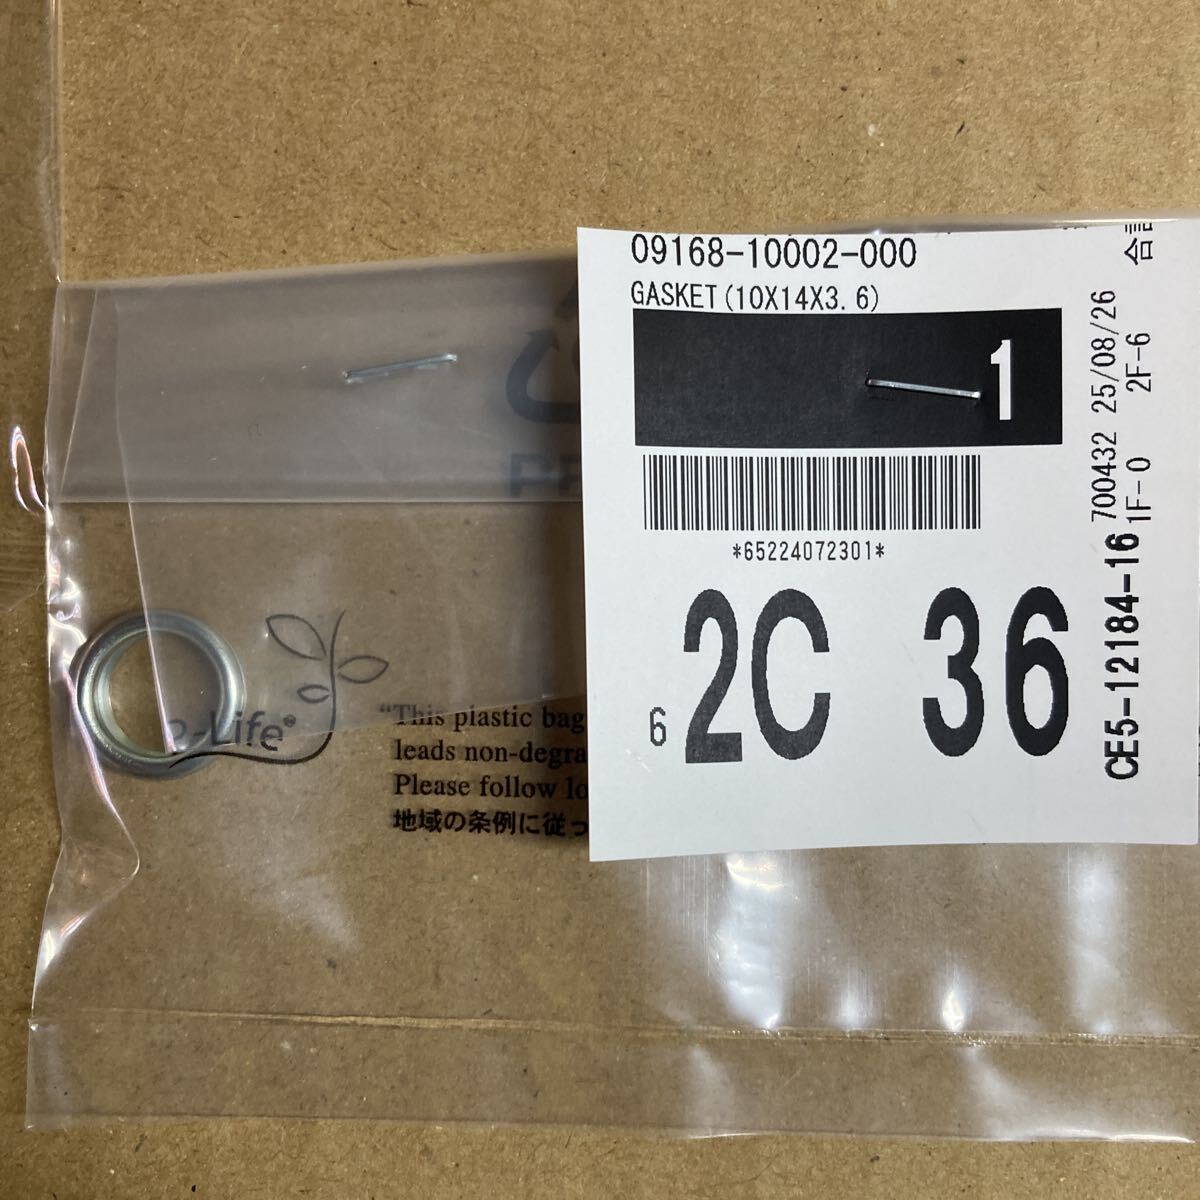 09168-10002-000
GASKET(10X14X3.6)
1
*65224072301*
6 2C 36
CE5-12184-16
700432 25/08/26
1F-0 2F-6
e-Life®
"This plastic bag
leads non-degra
Please follow lo
地域の条例に従っ